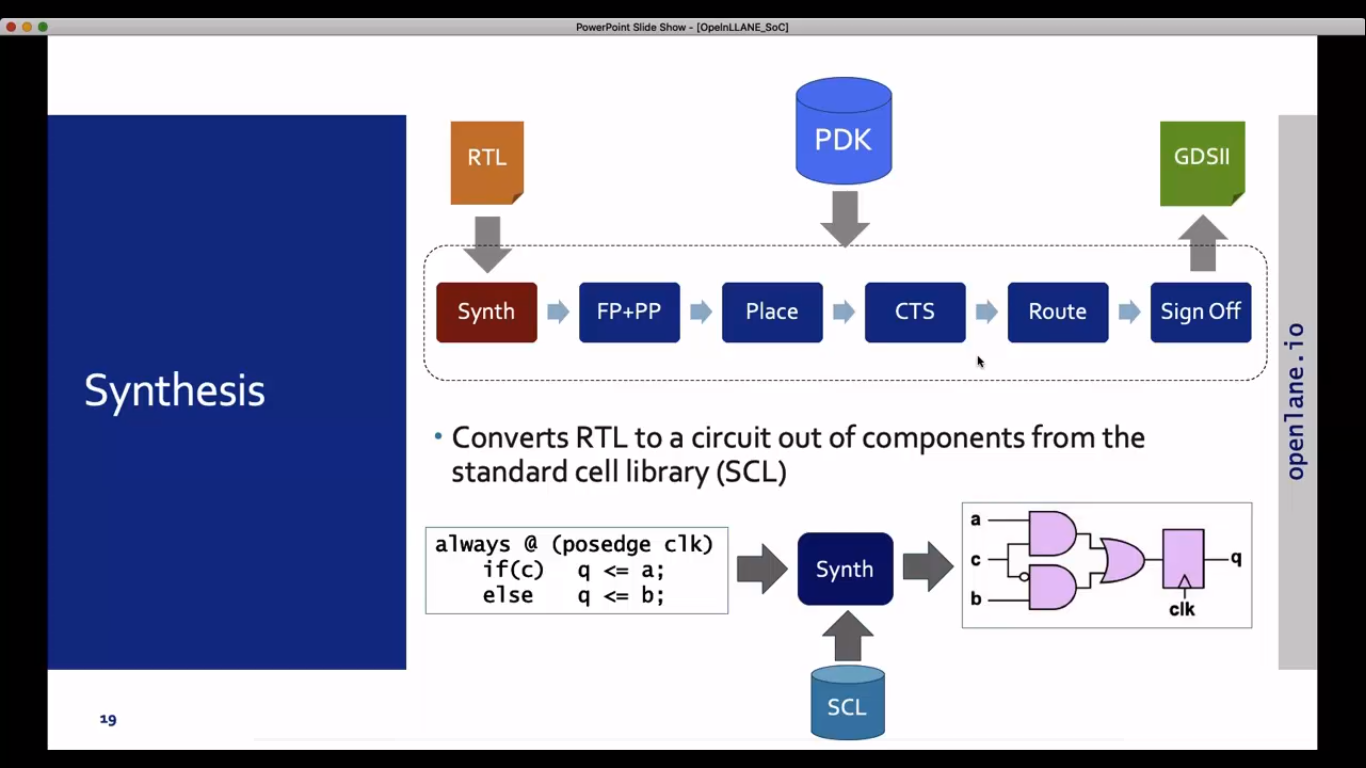 PowerPoint Slide Show - [OpeInLLANE_SoC]
RTL
PDK
GDSII
Synth
FP+PP
Place
CTS
Route
Sign Off
Synthesis
openlane.io
• Converts RTL to a circuit out of components from the
standard cell library (SCL)
always @ (posedge clk)
if(c) q <= a;
else q <= b;
Synth
a
c
b
q
clk
SCL
19